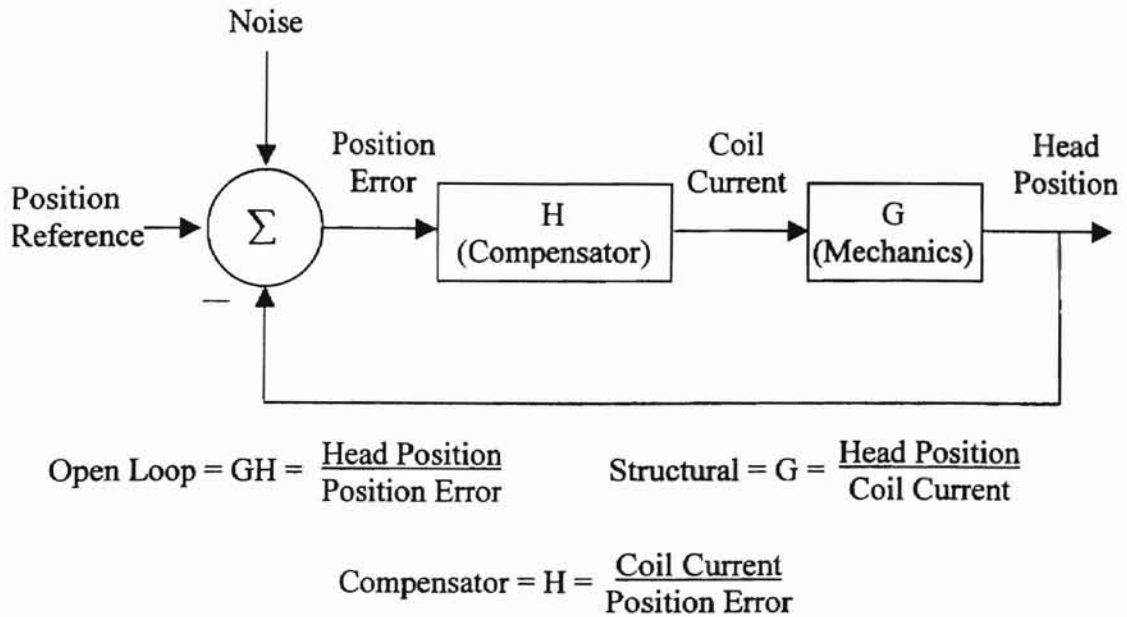 Noise
Position
Error
Coil
Current
Head
Position
Position
Reference
Σ
H
(Compensator)
G
(Mechanics)
—
Open Loop = GH = Head Position / Position Error
Structural = G = Head Position / Coil Current
Compensator = H = Coil Current / Position Error